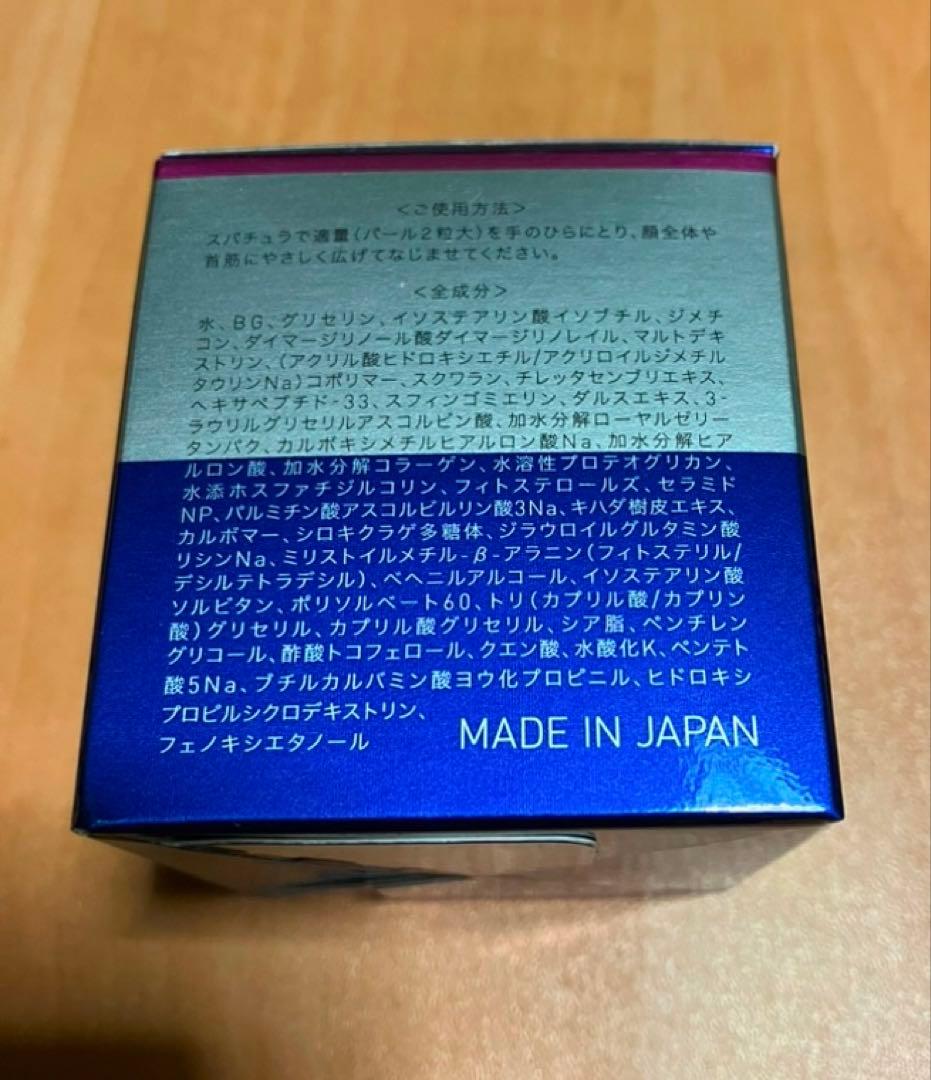 <ご使用方法>
スパチュラで適量(パール2粒大)を手のひらにとり、顔全体や
首筋にやさしく広げてなじませてください。
<全成分>
水、BG、グリセリン、イソステアリン酸イソブチル、ジメチ
コン、ダイマージリノール酸ダイマージリノレイル、マルトデキ
ストリン、(アクリル酸ヒドロキシエチル/アクリロイルジメチル
タウリンNa)コポリマー、スクワラン、チレッタセンブリエキス、
ヘキサペプチド-33、スフィンゴミエリン、ダルスエキス、3-
ラウリルグリセリルアスコルビン酸、加水分解ローヤルゼリー
タンパク、カルボキシメチルヒアルロン酸Na、加水分解ヒア
ルロン酸、加水分解コラーゲン、水溶性プロテオグリカン、
水添ホスファチジルコリン、フィトステロールズ、セラミド
NP、パルミチン酸アスコルビルリン酸3Na、キハダ樹皮エキス、
カルボマー、シロキクラゲ多糖体、ジラウロイルグルタミン酸
リシンNa、ミリストイルメチル-β-アラニン(フィトステリル/
デシルテトラデシル)、ベヘニルアルコール、イソステアリン酸
ソルビタン、ポリソルベート60、トリ(カプリル酸/カプリン
酸)グリセリル、カプリル酸グリセリル、シア脂、ペンチレン
グリコール、酢酸トコフェロール、クエン酸、水酸化K、ペンテト
酸5Na、ブチルカルバミン酸ヨウ化プロピニル、ヒドロキシ
プロピルシクロデキストリン、
フェノキシエタノール
MADE IN JAPAN